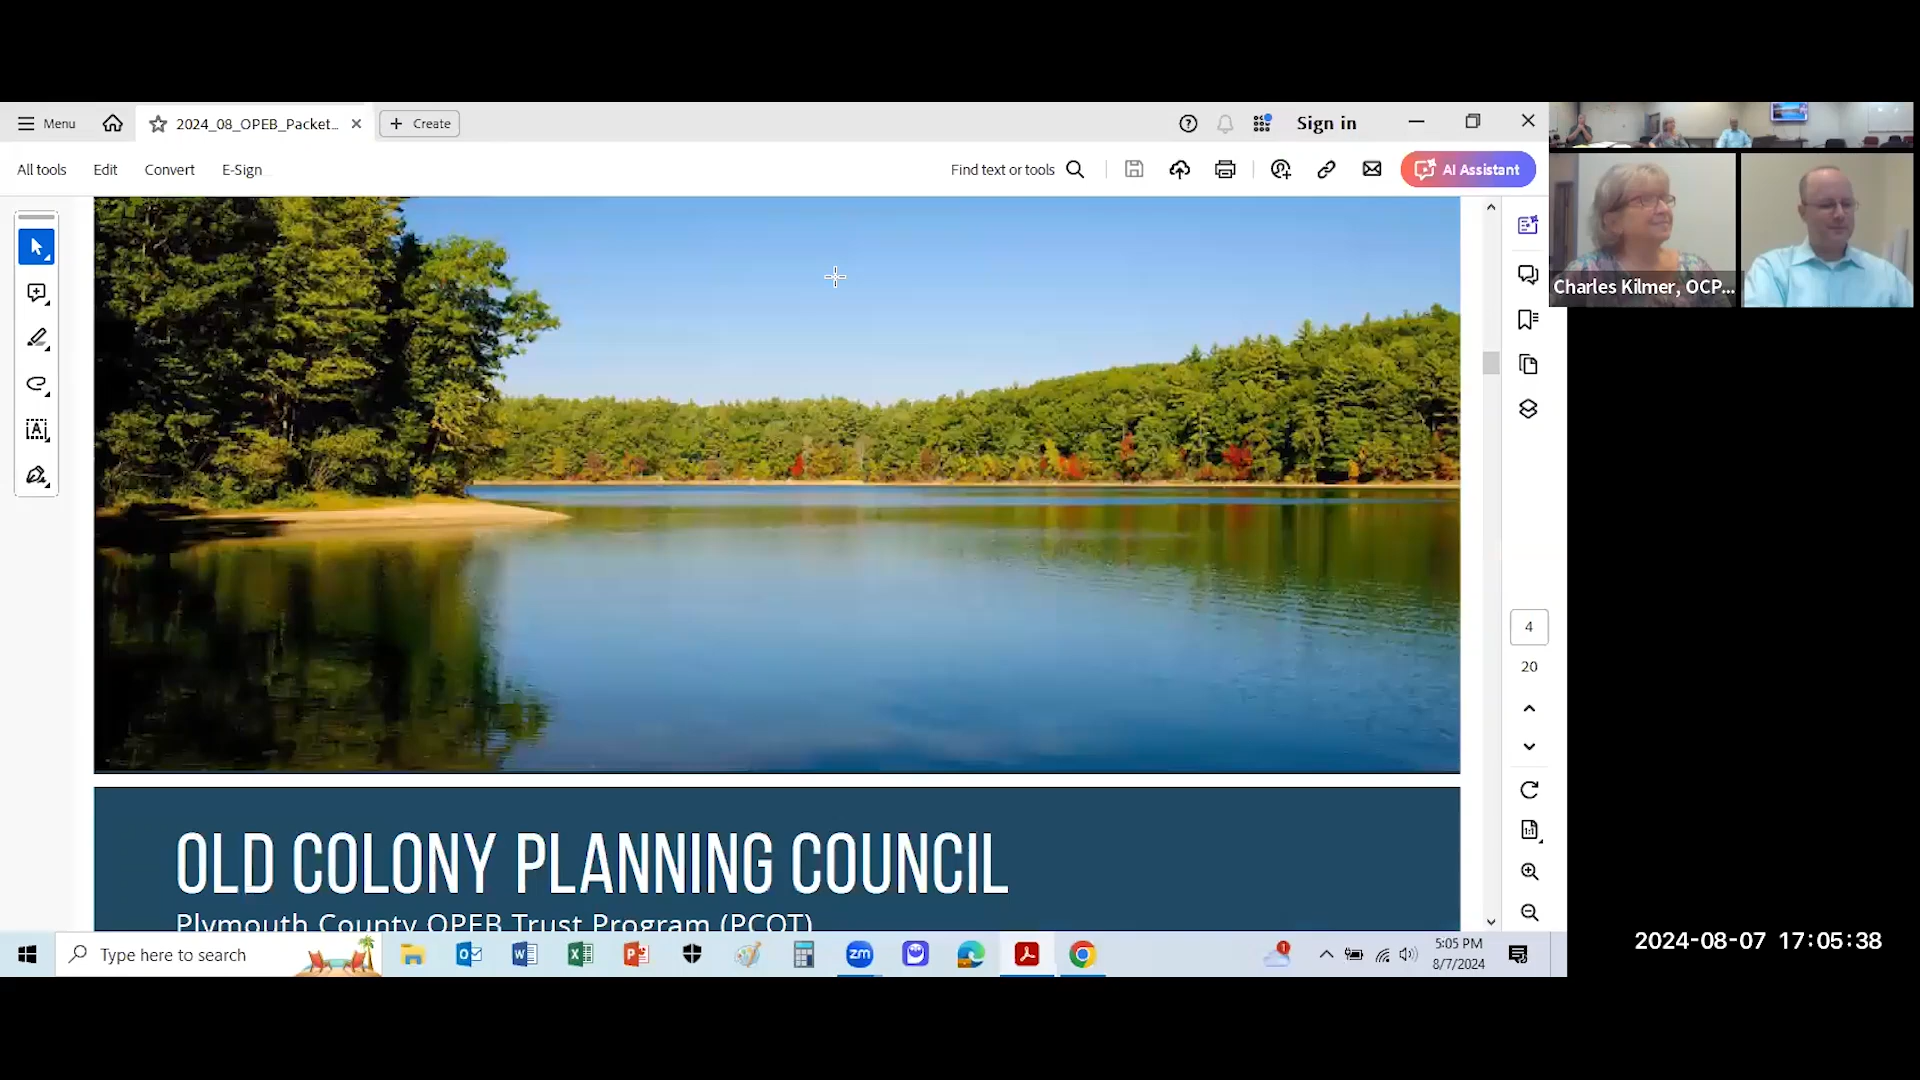 Menu
2024_08_OPEB_Packet...
Create
Sign in
All tools
Edit
Convert
E-Sign
Find text or tools
AI Assistant
Charles Kilmer, OCP...
4
20
OLD COLONY PLANNING COUNCIL
Plymouth County OPEB Trust Program (PCOT)
Type here to search
zm
1
5:05 PM
8/7/2024
2024-08-07 17:05:38